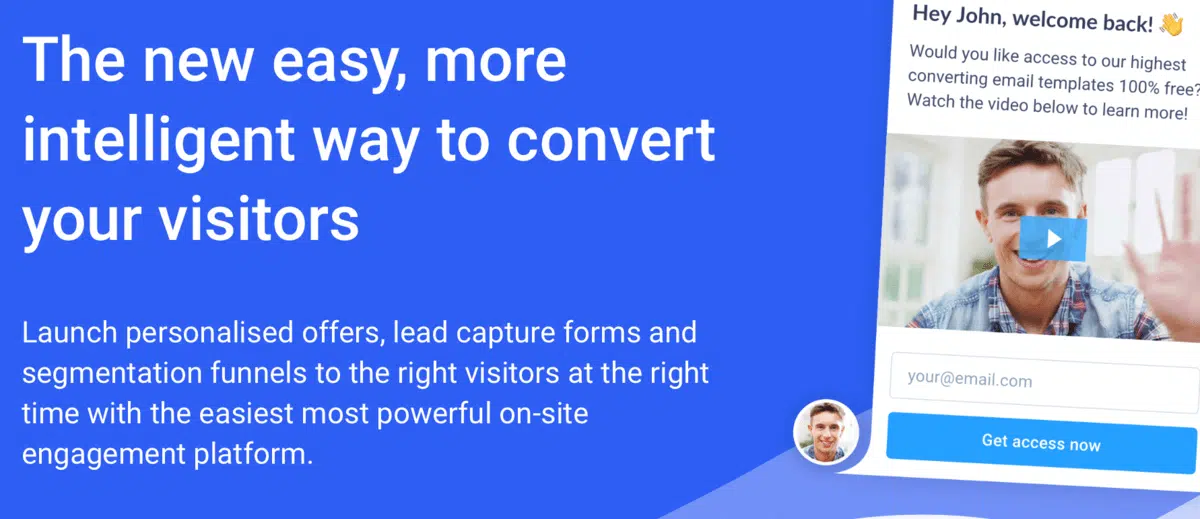 The new easy, more
intelligent way to convert
your visitors
Launch personalised offers, lead capture forms and
segmentation funnels to the right visitors at the right
time with the easiest most powerful on-site
engagement platform.
Hey John, welcome back! 👋
Would you like access to our highest
converting email templates 100% free?
Watch the video below to learn more!
your@email.com
Get access now